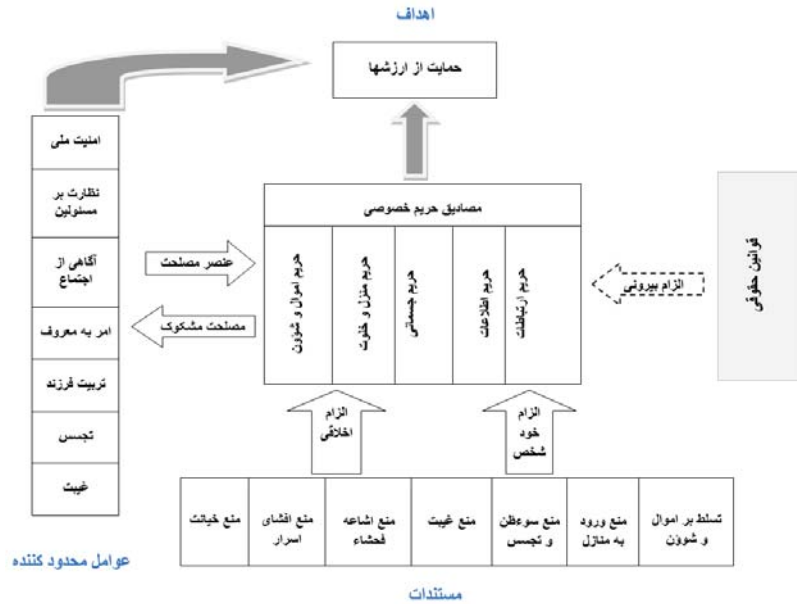 اهداف
حمایت از ارزشها
امنیت ملی
نظارت بر
مسئولین
آگاهی از
اجتماع
امر به معروف
تربیت فرزند
تجسس
غیبت
عوامل محدود کننده
عنصر مصلحت
مصلحت مشکوک
مصادیق حریم خصوصی
حریم ارتباطات
حریم اطلاعات
حریم جسمانی
حریم منزل و خلوت
حریم اموال و شؤون
الزام بیرونی
قوانین حقوقی
الزام
خود
شخص
الزام
اخلاقی
تسلط بر اموال
و شوؤن
منع ورود
به منازل
منع سوءظن
و تجسس
منع غیبت
منع اشاعه
فحشاء
منع افشای
اسرار
منع خیانت
مستندات